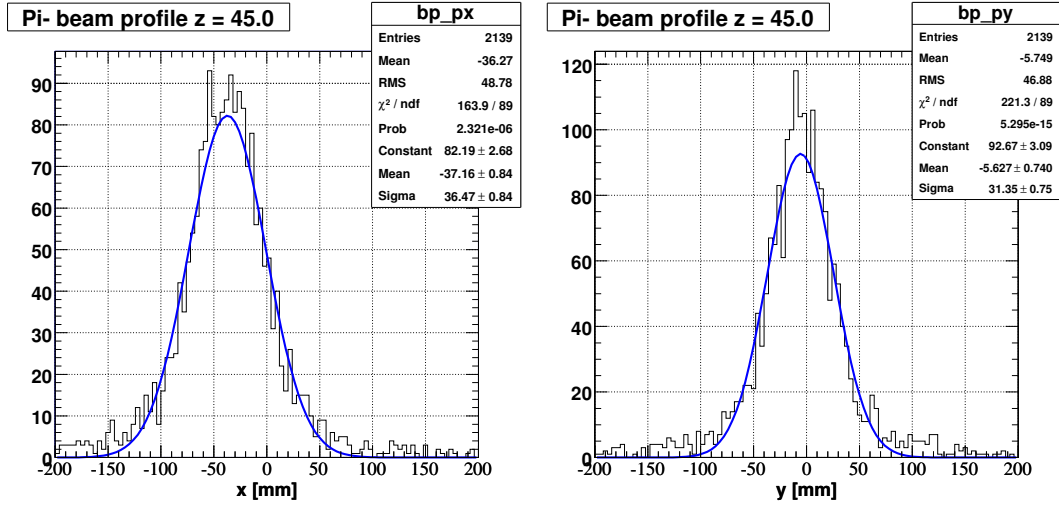 Pi- beam profile z = 45.0
bp_px
Entries 2139
Mean -36.27
RMS 48.78
χ² / ndf 163.9 / 89
Prob 2.321e-06
Constant 82.19 ± 2.68
Mean -37.16 ± 0.84
Sigma 36.47 ± 0.84
90
80
70
60
50
40
30
20
10
0
-200 -150 -100 -50 0 50 100 150 200
x [mm]
Pi- beam profile z = 45.0
bp_py
Entries 2139
Mean -5.749
RMS 46.88
χ² / ndf 221.3 / 89
Prob 5.295e-15
Constant 92.67 ± 3.09
Mean -5.627 ± 0.740
Sigma 31.35 ± 0.75
120
100
80
60
40
20
0
-200 -150 -100 -50 0 50 100 150 200
y [mm]